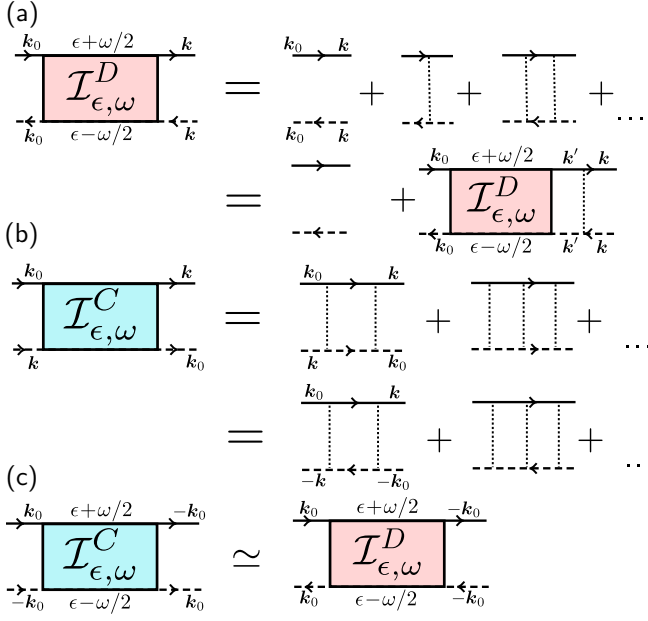 (a)
k₀ ϵ+ω/2 k = k₀ k + + + ...
𝓘^D_{ϵ,ω}
k₀ ϵ−ω/2 k k₀ k
= + k₀ ϵ+ω/2 k′ k
𝓘^D_{ϵ,ω}
k₀ ϵ−ω/2 k′ k
(b)
k₀ k = k₀ k + + ...
𝓘^C_{ϵ,ω}
k k₀ k k₀
= k₀ k + + ..
−k −k₀
(c)
k₀ ϵ+ω/2 −k₀ ≃ k₀ ϵ+ω/2 −k₀
𝓘^C_{ϵ,ω} 𝓘^D_{ϵ,ω}
−k₀ ϵ−ω/2 k₀ k₀ ϵ−ω/2 −k₀